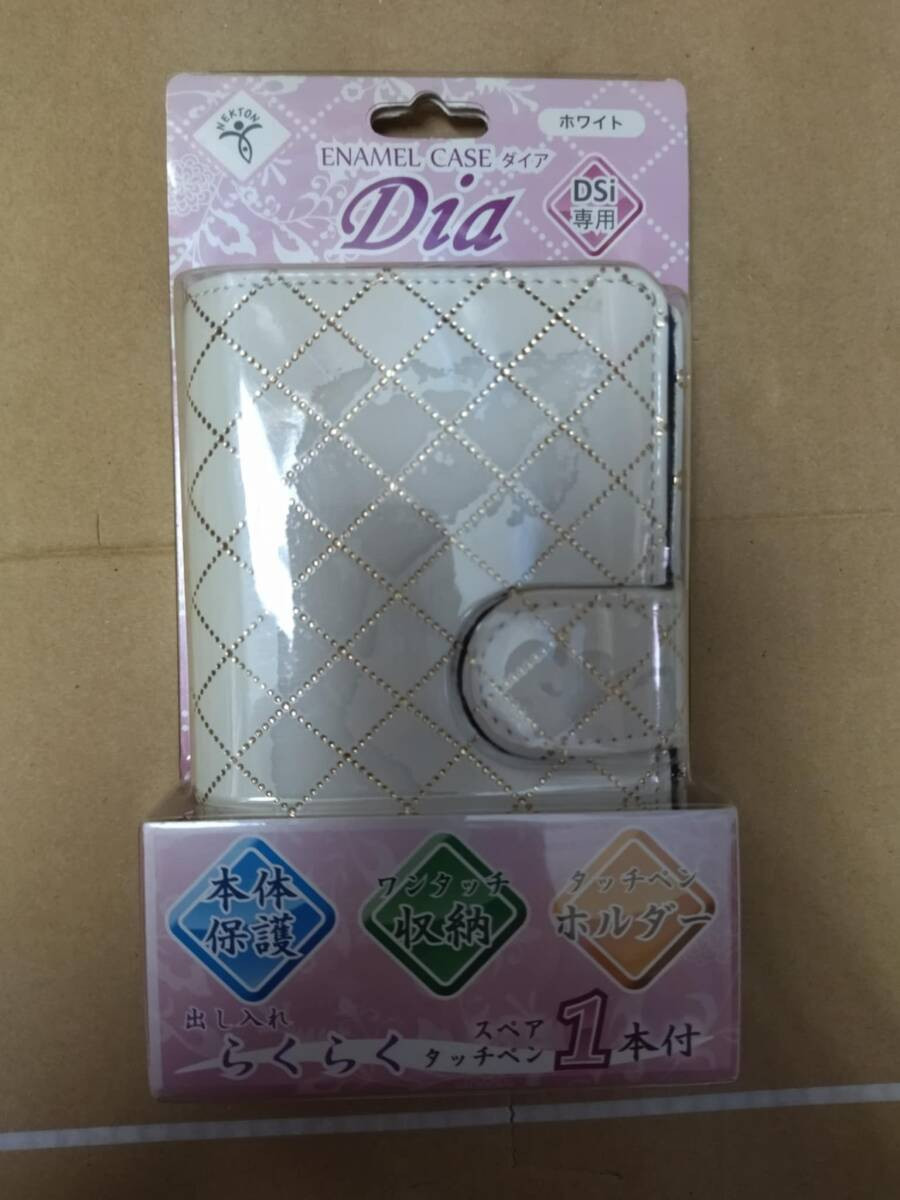 NEKTON
ホワイト
ENAMEL CASE ダイア
Dia
DSi
専用
本体
保護
ワンタッチ
収納
タッチペン
ホルダー
出し入れ
らくらく
スペア
タッチペン
1本付